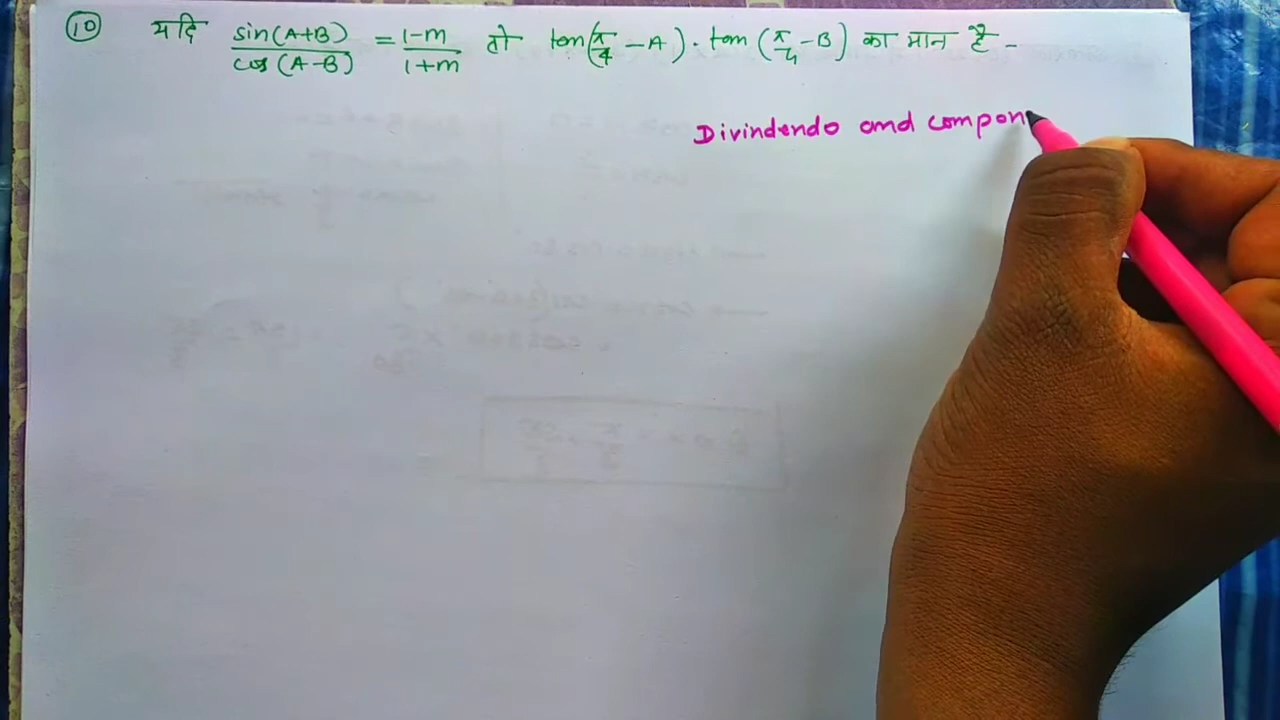 (10) यदि sin(A+B)/cos(A-B) = 1-m/1+m तो tan(π/4 - A) . tan(π/4 - B) का मान है -
Divindendo and compon